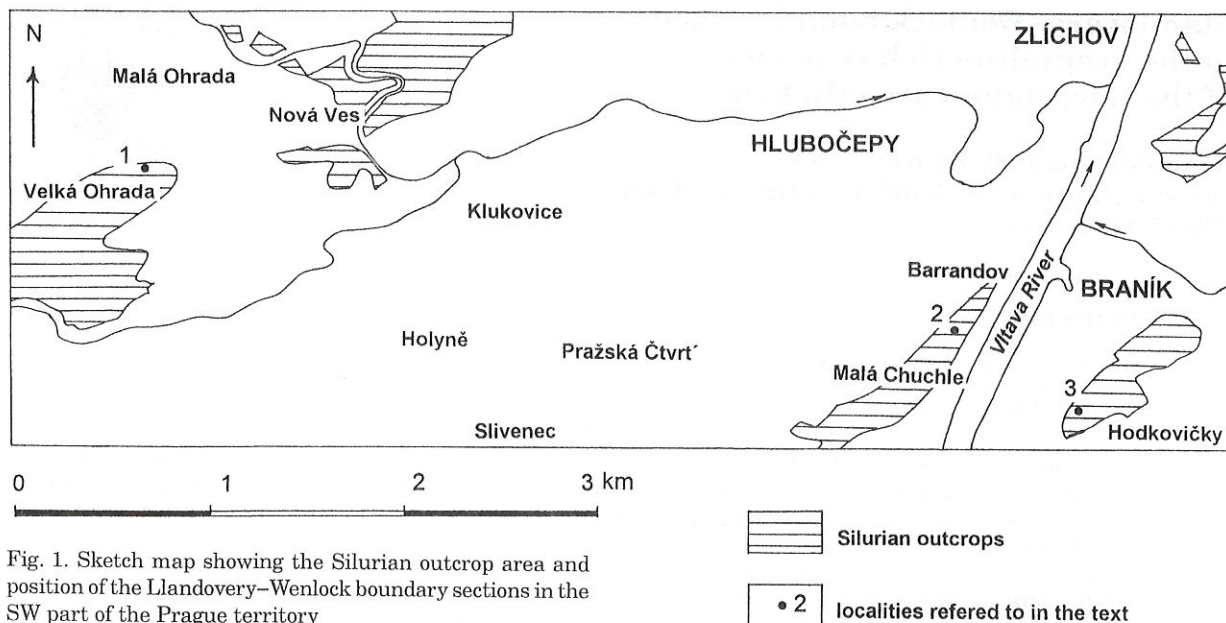 N
ZLÍCHOV
Malá Ohrada
Nová Ves
HLUBOČEPY
1
Velká Ohrada
Klukovice
Barrandov
Vltava River
BRANÍK
2
Holyně
Pražská Čtvrt´
Malá Chuchle
3
Slivenec
Hodkovičky
0 1 2 3 km
Silurian outcrops
Fig. 1. Sketch map showing the Silurian outcrop area and
position of the Llandovery–Wenlock boundary sections in the
SW part of the Prague territory
2 localities refered to in the text